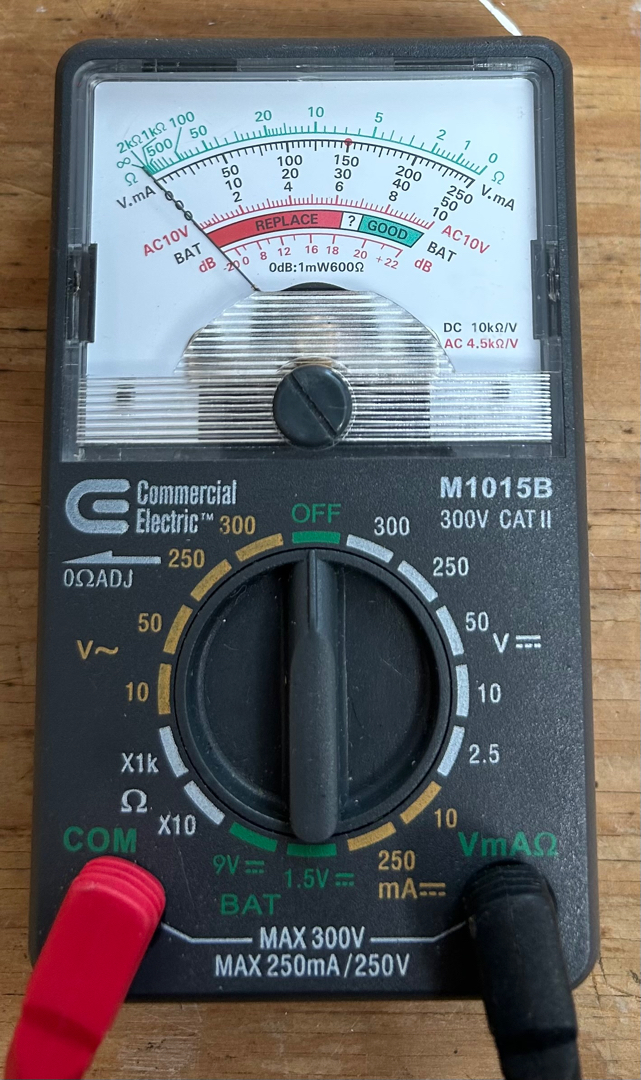 2kΩ 1kΩ 100 50 20 10 5 2 1 0
∞ 500
Ω Ω
V.mA 50 100 150 200 250 V.mA
10 20 30 40 50
2 4 6 8 10
AC10V AC10V
BAT REPLACE ? GOOD BAT
dB -20 0 8 12 16 18 20 +22 dB
0dB:1mW600Ω
DC 10kΩ/V
AC 4.5kΩ/V
Commercial
Electric™
M1015B
300V CAT II
0ΩADJ
OFF
300 300
250 250
50 50
V~ V⎓
10 10
X1k 2.5
Ω
X10 10
COM VmAΩ
9V⎓ 1.5V⎓ 250
BAT mA⎓
MAX 300V
MAX 250mA/250V